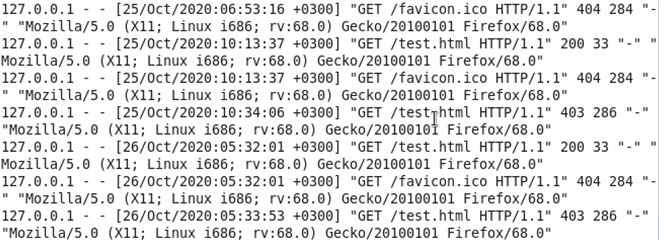 127.0.0.1 - - [25/Oct/2020:06:53:16 +0300] "GET /favicon.ico HTTP/1.1" 404 284 "-
" "Mozilla/5.0 (X11; Linux i686; rv:68.0) Gecko/20100101 Firefox/68.0"
127.0.0.1 - - [25/Oct/2020:10:13:37 +0300] "GET /test.html HTTP/1.1" 200 33 "-" "
Mozilla/5.0 (X11; Linux i686; rv:68.0) Gecko/20100101 Firefox/68.0"
127.0.0.1 - - [25/Oct/2020:10:13:37 +0300] "GET /favicon.ico HTTP/1.1" 404 284 "-
" "Mozilla/5.0 (X11; Linux i686; rv:68.0) Gecko/20100101 Firefox/68.0"
127.0.0.1 - - [25/Oct/2020:10:34:06 +0300] "GET /test.html HTTP/1.1" 403 286 "-" 
"Mozilla/5.0 (X11; Linux i686; rv:68.0) Gecko/20100101 Firefox/68.0"
127.0.0.1 - - [26/Oct/2020:05:32:01 +0300] "GET /test.html HTTP/1.1" 200 33 "-" "
Mozilla/5.0 (X11; Linux i686; rv:68.0) Gecko/20100101 Firefox/68.0"
127.0.0.1 - - [26/Oct/2020:05:32:01 +0300] "GET /favicon.ico HTTP/1.1" 404 284 "-
" "Mozilla/5.0 (X11; Linux i686; rv:68.0) Gecko/20100101 Firefox/68.0"
127.0.0.1 - - [26/Oct/2020:05:33:53 +0300] "GET /test.html HTTP/1.1" 403 286 "-" 
"Mozilla/5.0 (X11; Linux i686; rv:68.0) Gecko/20100101 Firefox/68.0"